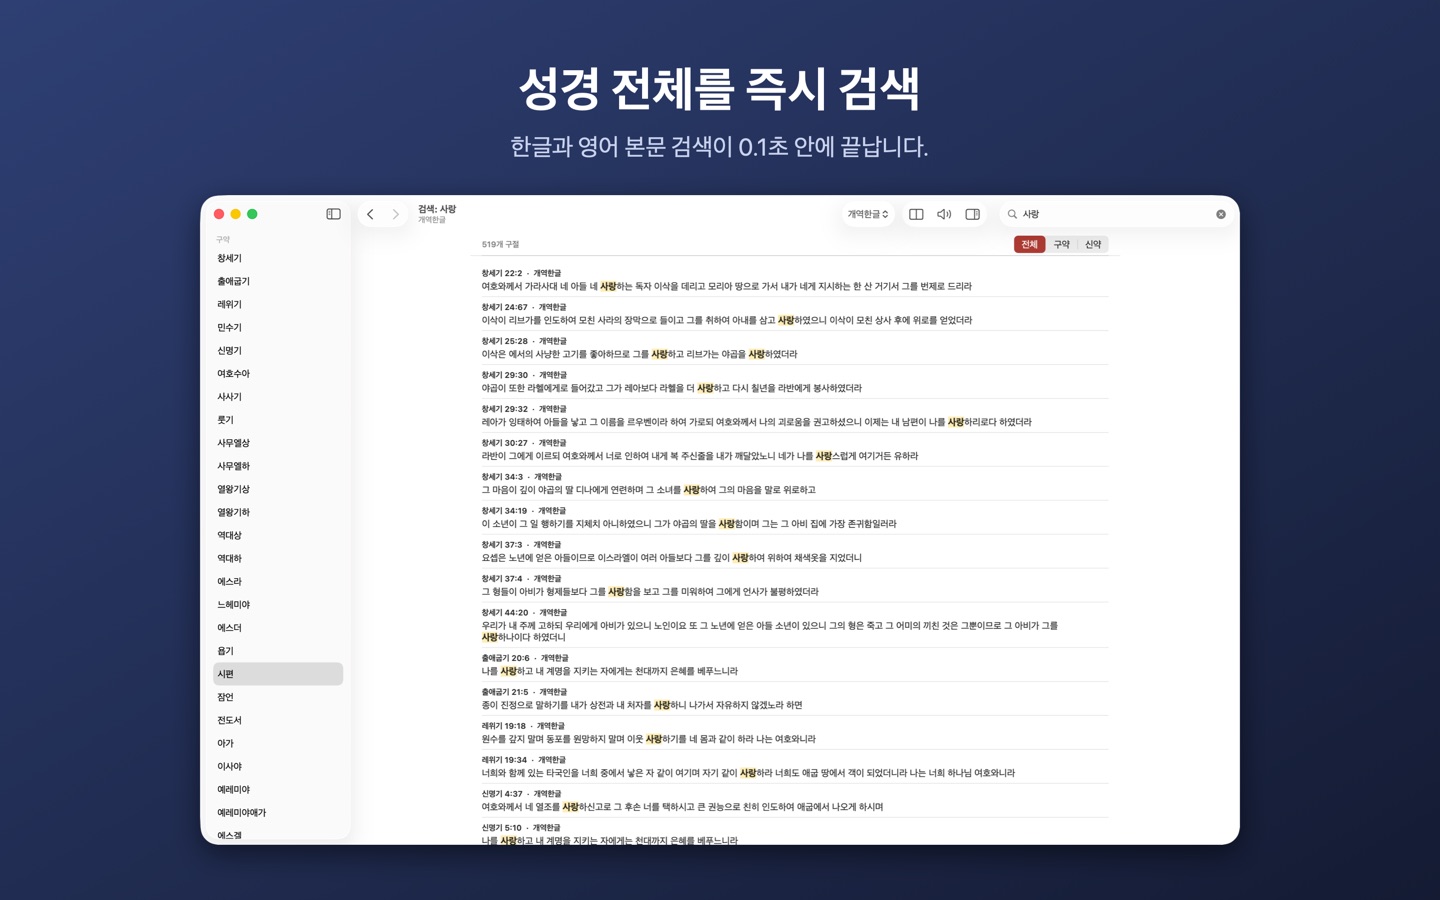 성경 전체를 즉시 검색
한글과 영어 본문 검색이 0.1초 안에 끝납니다.
검색: 사랑
개역한글
개역한글
사랑
구약
창세기
출애굽기
레위기
민수기
신명기
여호수아
사사기
룻기
사무엘상
사무엘하
열왕기상
열왕기하
역대상
역대하
에스라
느헤미야
에스더
욥기
시편
잠언
전도서
아가
이사야
예레미야
예레미야애가
에스겔
519개 구절
전체 구약 신약
창세기 22:2 · 개역한글
여호와께서 가라사대 네 아들 네 사랑하는 독자 이삭을 데리고 모리아 땅으로 가서 내가 네게 지시하는 한 산 거기서 그를 번제로 드리라
창세기 24:67 · 개역한글
이삭이 리브가를 인도하여 모친 사라의 장막으로 들이고 그를 취하여 아내를 삼고 사랑하였으니 이삭이 모친 상사 후에 위로를 얻었더라
창세기 25:28 · 개역한글
이삭은 에서의 사냥한 고기를 좋아하므로 그를 사랑하고 리브가는 야곱을 사랑하였더라
창세기 29:30 · 개역한글
야곱이 또한 라헬에게로 들어갔고 그가 레아보다 라헬을 더 사랑하고 다시 칠년을 라반에게 봉사하였더라
창세기 29:32 · 개역한글
레아가 잉태하여 아들을 낳고 그 이름을 르우벤이라 하여 가로되 여호와께서 나의 괴로움을 권고하셨으니 이제는 내 남편이 나를 사랑하리로다 하였더라
창세기 30:27 · 개역한글
라반이 그에게 이르되 여호와께서 너로 인하여 내게 복 주신줄을 내가 깨달았노니 네가 나를 사랑스럽게 여기거든 유하라
창세기 34:3 · 개역한글
그 마음이 깊이 야곱의 딸 디나에게 연련하며 그 소녀를 사랑하여 그의 마음을 말로 위로하고
창세기 34:19 · 개역한글
이 소년이 그 일 행하기를 지체치 아니하였으니 그가 야곱의 딸을 사랑함이며 그는 그 아비 집에 가장 존귀함일러라
창세기 37:3 · 개역한글
요셉은 노년에 얻은 아들이므로 이스라엘이 여러 아들보다 그를 깊이 사랑하여 위하여 채색옷을 지었더니
창세기 37:4 · 개역한글
그 형들이 아비가 형제들보다 그를 사랑함을 보고 그를 미워하여 그에게 언사가 불평하였더라
창세기 44:20 · 개역한글
우리가 내 주께 고하되 우리에게 아비가 있으니 노인이요 또 그 노년에 얻은 아들 소년이 있으니 그의 형은 죽고 그 어미의 끼친 것은 그뿐이므로 그 아비가 그를
사랑하나이다 하였더니
출애굽기 20:6 · 개역한글
나를 사랑하고 내 계명을 지키는 자에게는 천대까지 은혜를 베푸느니라
출애굽기 21:5 · 개역한글
종이 진정으로 말하기를 내가 상전과 내 처자를 사랑하니 나가서 자유하지 않겠노라 하면
레위기 19:18 · 개역한글
원수를 갚지 말며 동포를 원망하지 말며 이웃 사랑하기를 네 몸과 같이 하라 나는 여호와니라
레위기 19:34 · 개역한글
너희와 함께 있는 타국인을 너희 중에서 낳은 자 같이 여기며 자기 같이 사랑하라 너희도 애굽 땅에서 객이 되었더니라 나는 너희 하나님 여호와니라
신명기 4:37 · 개역한글
여호와께서 네 열조를 사랑하신고로 그 후손 너를 택하시고 큰 권능으로 친히 인도하여 애굽에서 나오게 하시며
신명기 5:10 · 개역한글
나를 사랑하고 내 계명을 지키는 자에게는 천대까지 은혜를 베푸느니라